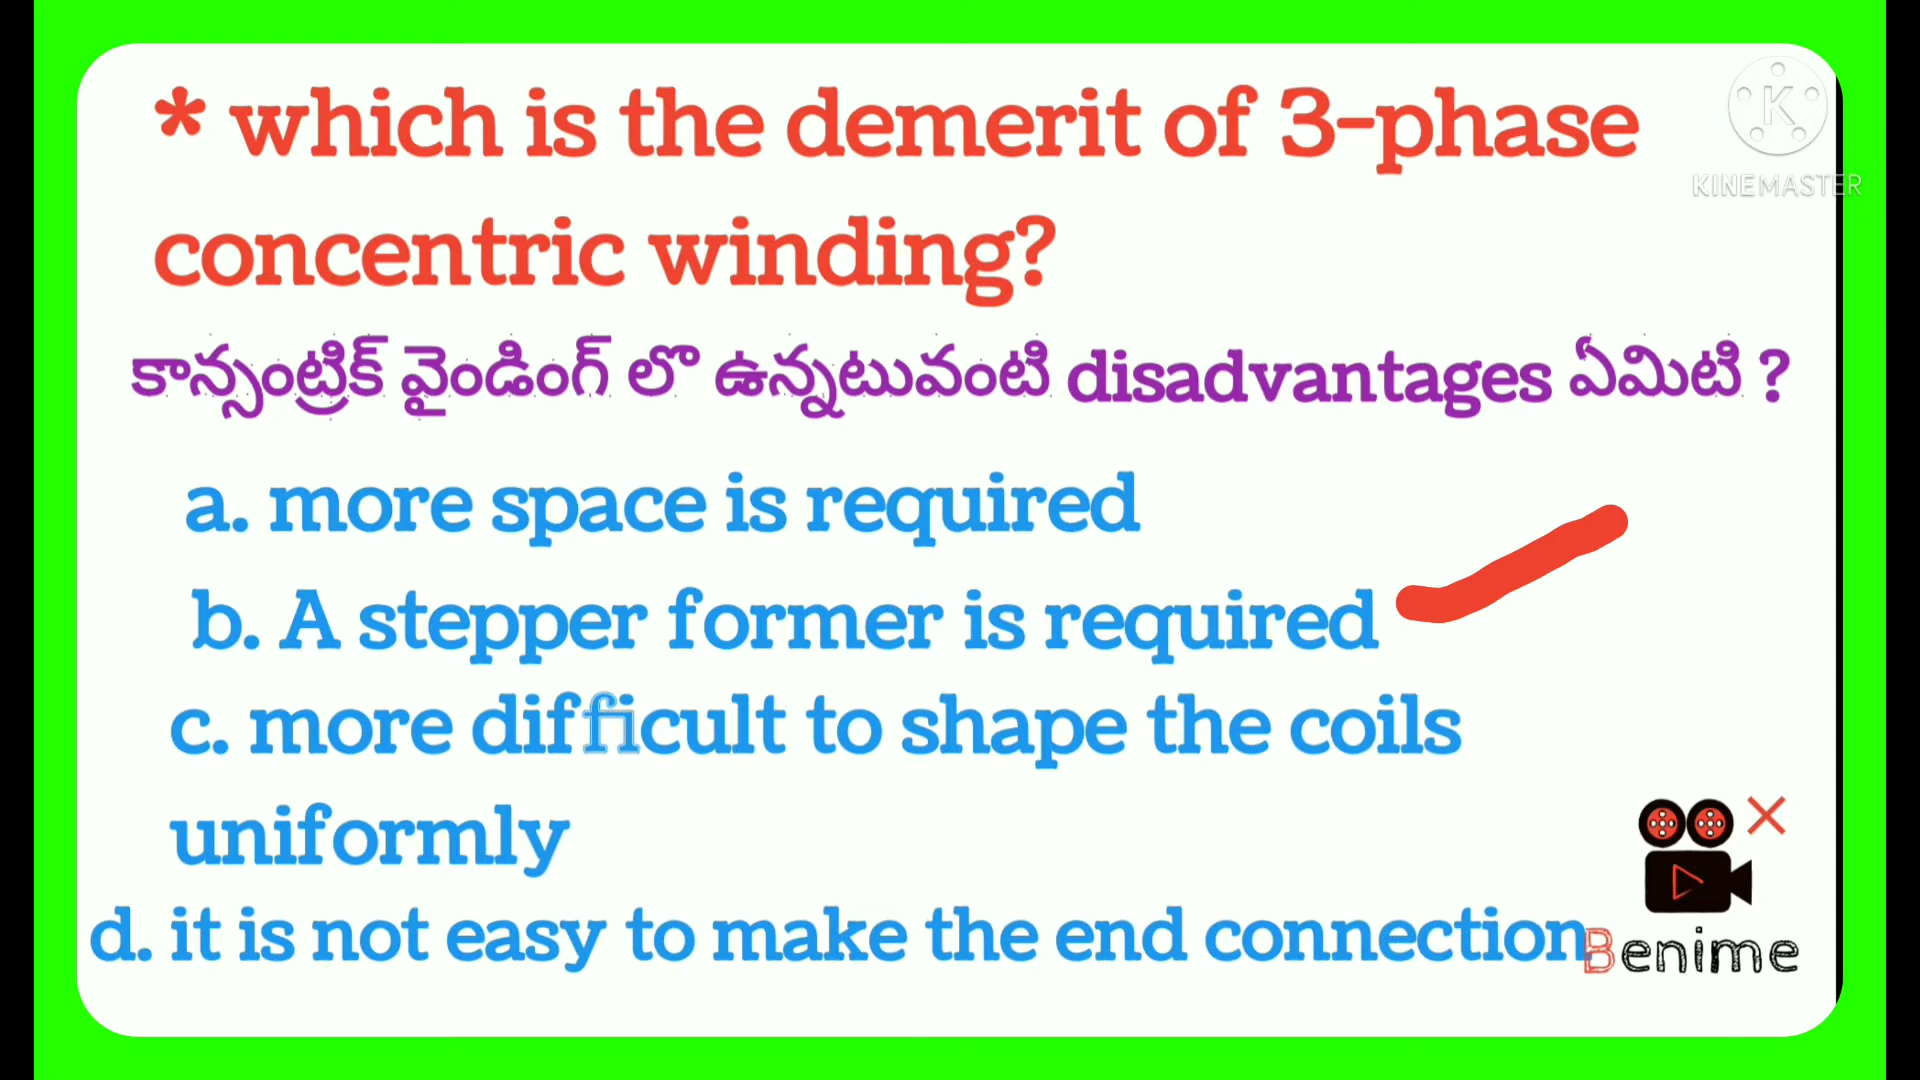 * which is the demerit of 3-phase
concentric winding?
కాన్సంట్రిక్ వైండింగ్ లొ ఉన్నటువంటి disadvantages ఏమిటి ?
a. more space is required
b. A stepper former is required
c. more difficult to shape the coils
uniformly
d. it is not easy to make the end connection
KINEMASTER
Benime